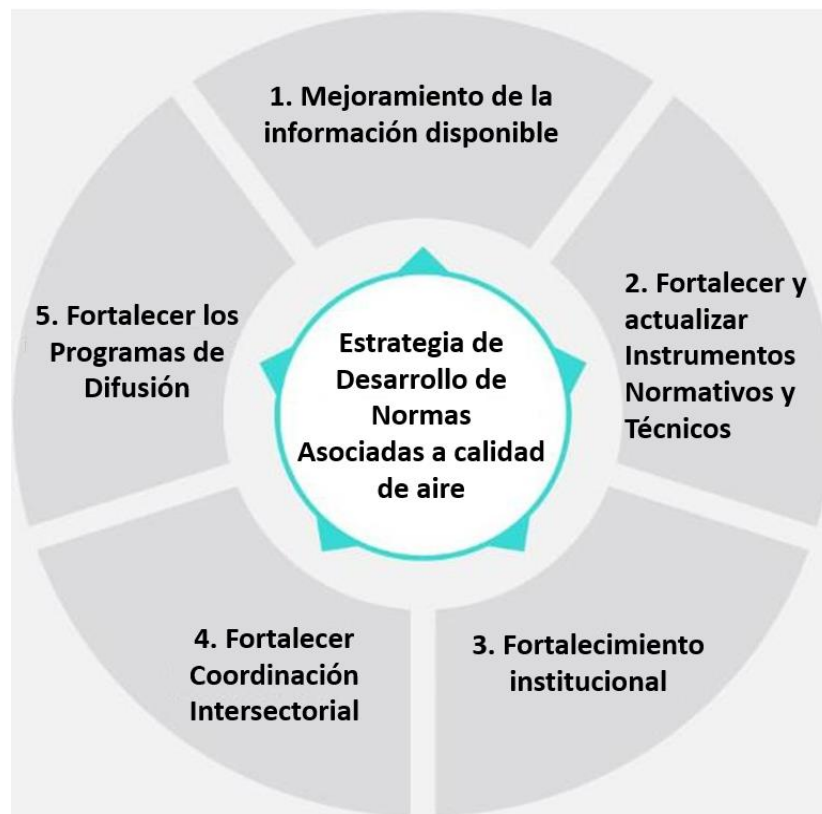 1. Mejoramiento de la
información disponible
2. Fortalecer y
actualizar
Instrumentos
Normativos y
Técnicos
3. Fortalecimiento
institucional
4. Fortalecer
Coordinación
Intersectorial
5. Fortalecer los
Programas de
Difusión
Estrategia de
Desarrollo de
Normas
Asociadas a calidad
de aire